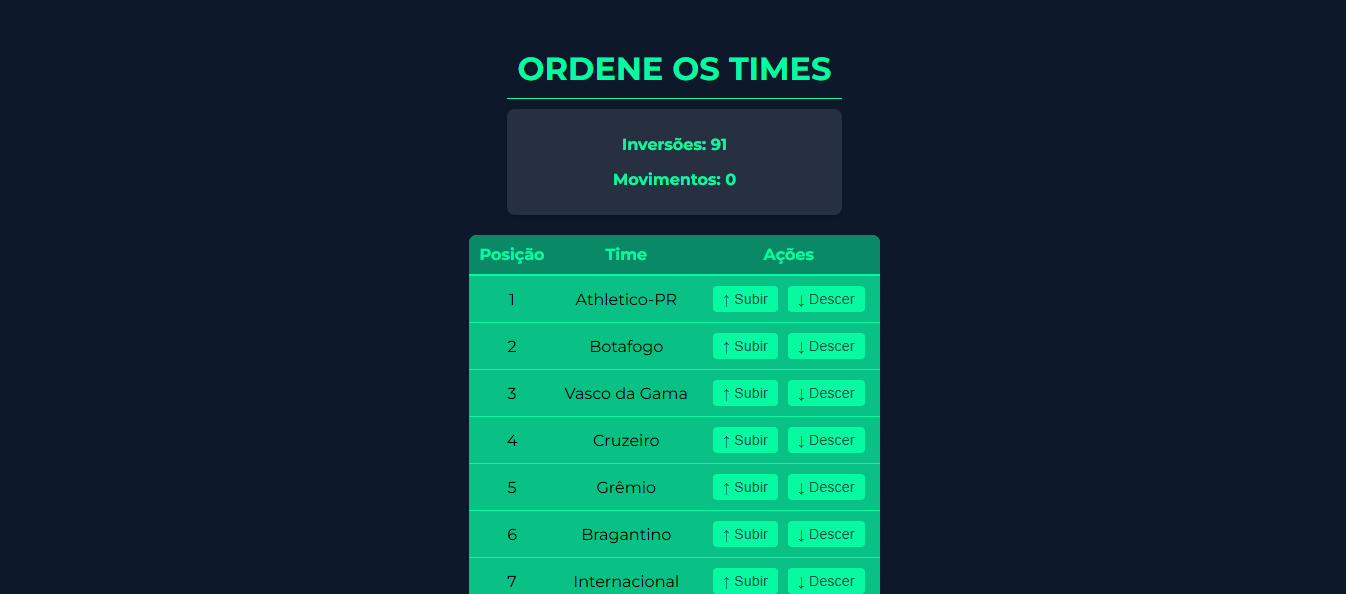 ORDENE OS TIMES
Inversões: 91
Movimentos: 0
Posição Time Ações
1 Athletico-PR ↑ Subir ↓ Descer
2 Botafogo ↑ Subir ↓ Descer
3 Vasco da Gama ↑ Subir ↓ Descer
4 Cruzeiro ↑ Subir ↓ Descer
5 Grêmio ↑ Subir ↓ Descer
6 Bragantino ↑ Subir ↓ Descer
7 Internacional ↑ Subir ↓ Descer